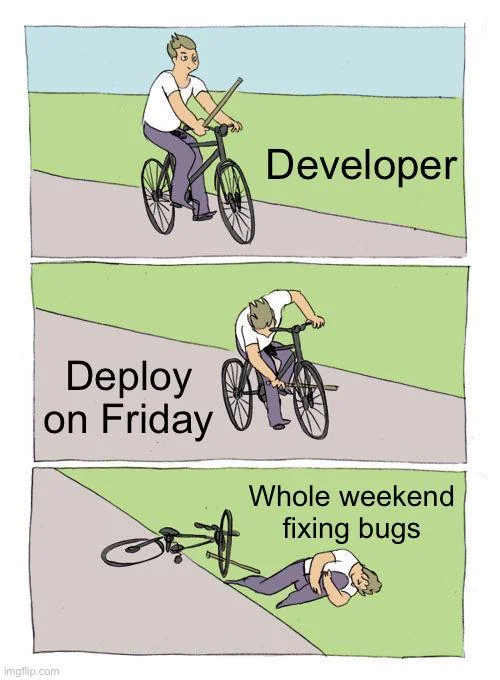 Developer
Deploy
on Friday
Whole weekend
fixing bugs
imgflip.com